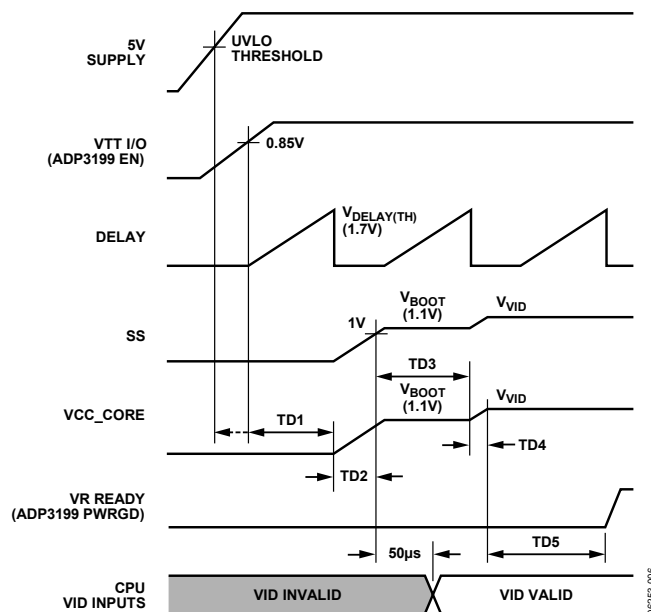 5V
SUPPLY
UVLO
THRESHOLD
VTT I/O
(ADP3199 EN)
0.85V
DELAY
VDELAY(TH)
(1.7V)
SS
1V
VBOOT
(1.1V)
VVID
TD3
VCC_CORE
VBOOT
(1.1V)
VVID
TD1
TD4
TD2
VR READY
(ADP3199 PWRGD)
TD5
50µs
CPU
VID INPUTS
VID INVALID
VID VALID